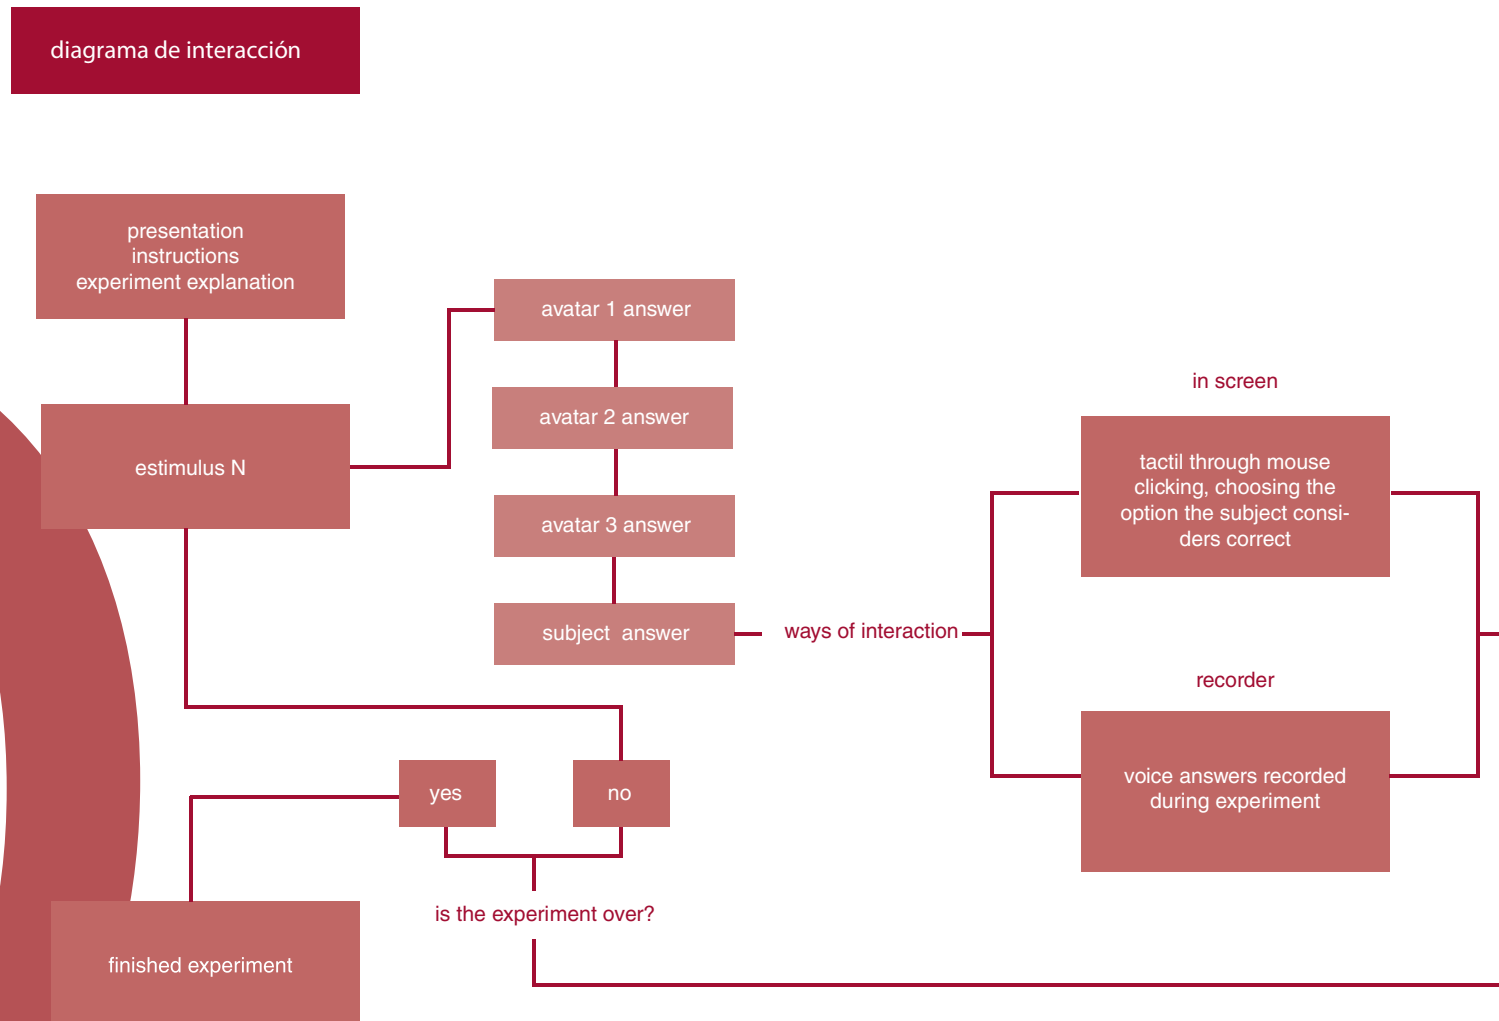 diagrama de interacción
presentation
instructions
experiment explanation
estimulus N
avatar 1 answer
avatar 2 answer
avatar 3 answer
subject answer
ways of interaction
in screen
tactil through mouse
clicking, choosing the
option the subject consi-
ders correct
recorder
voice answers recorded
during experiment
yes
no
is the experiment over?
finished experiment